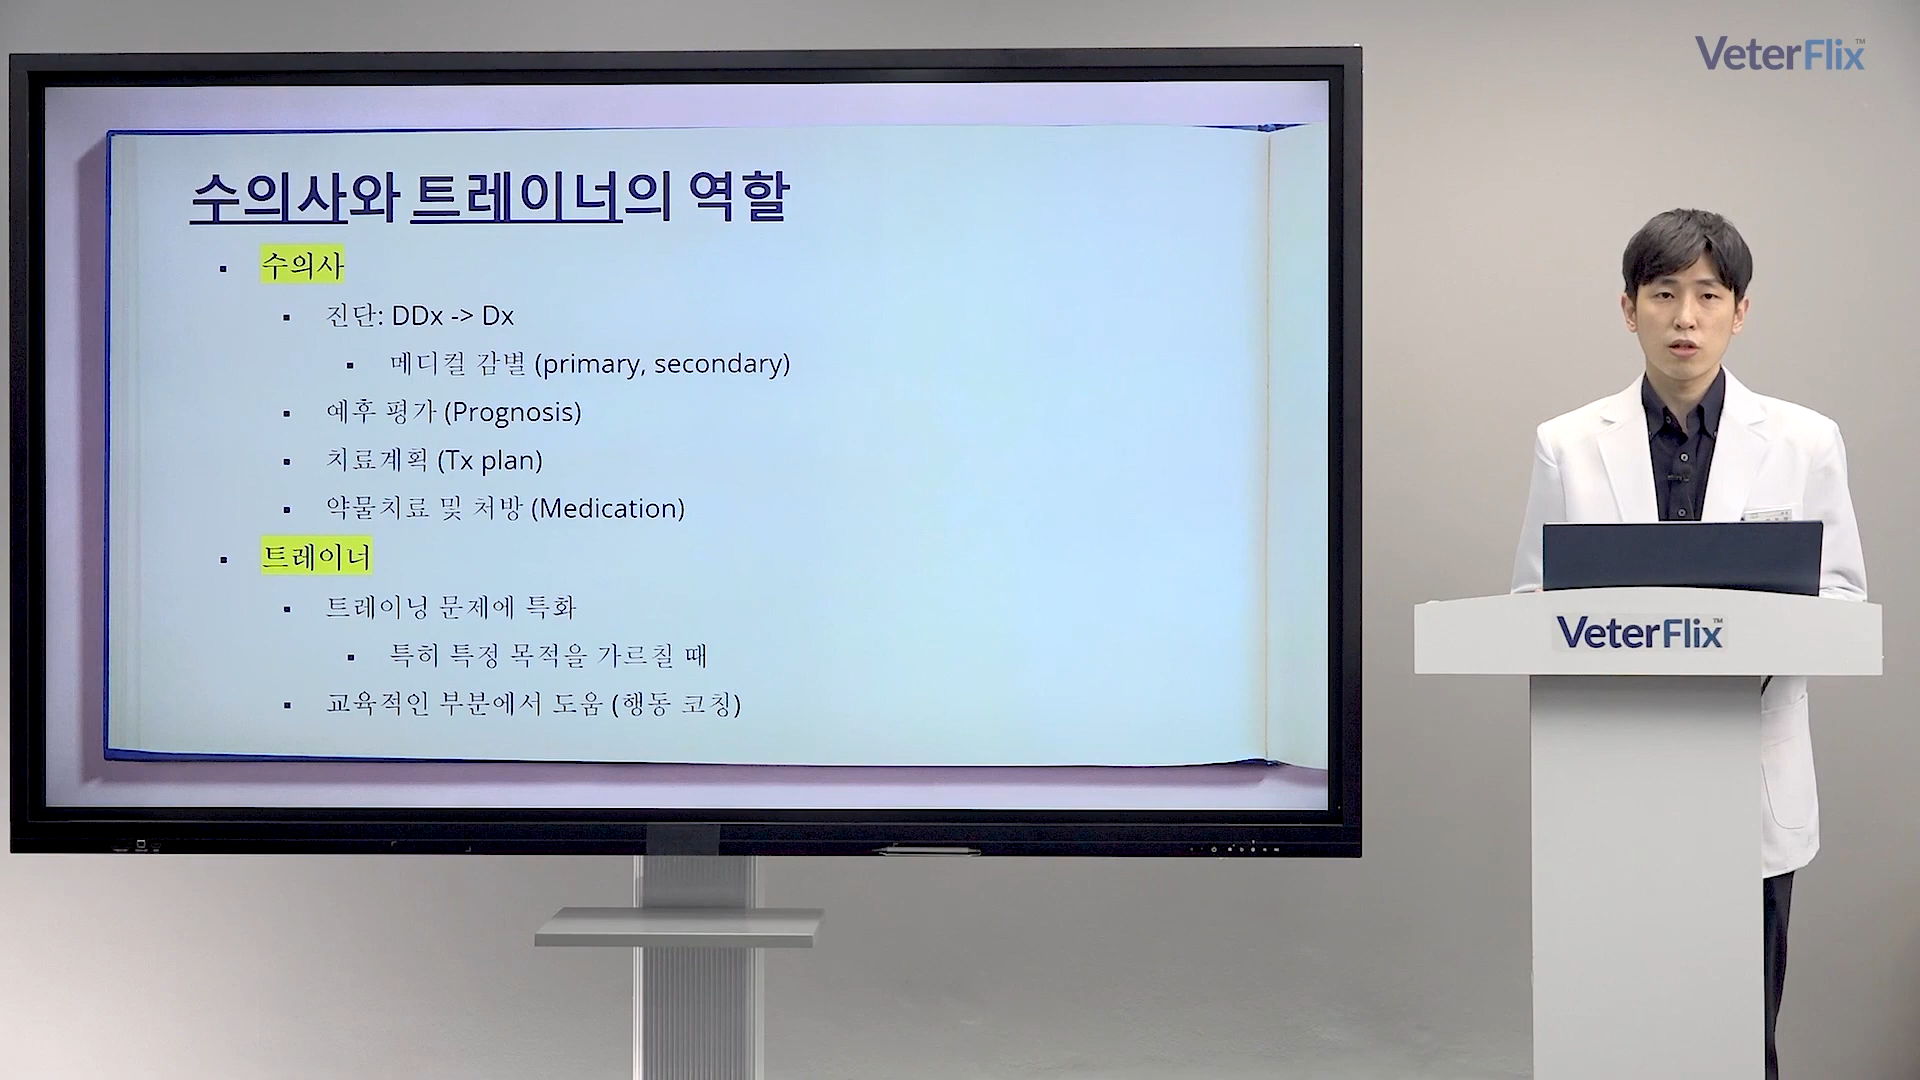 VeterFlix™
수의사와 트레이너의 역할
▪ 수의사
▪ 진단: DDx -> Dx
▪ 메디컬 감별 (primary, secondary)
▪ 예후 평가 (Prognosis)
▪ 치료계획 (Tx plan)
▪ 약물치료 및 처방 (Medication)
▪ 트레이너
▪ 트레이닝 문제에 특화
▪ 특히 특정 목적을 가르칠 때
▪ 교육적인 부분에서 도움 (행동 코칭)
VeterFlix™